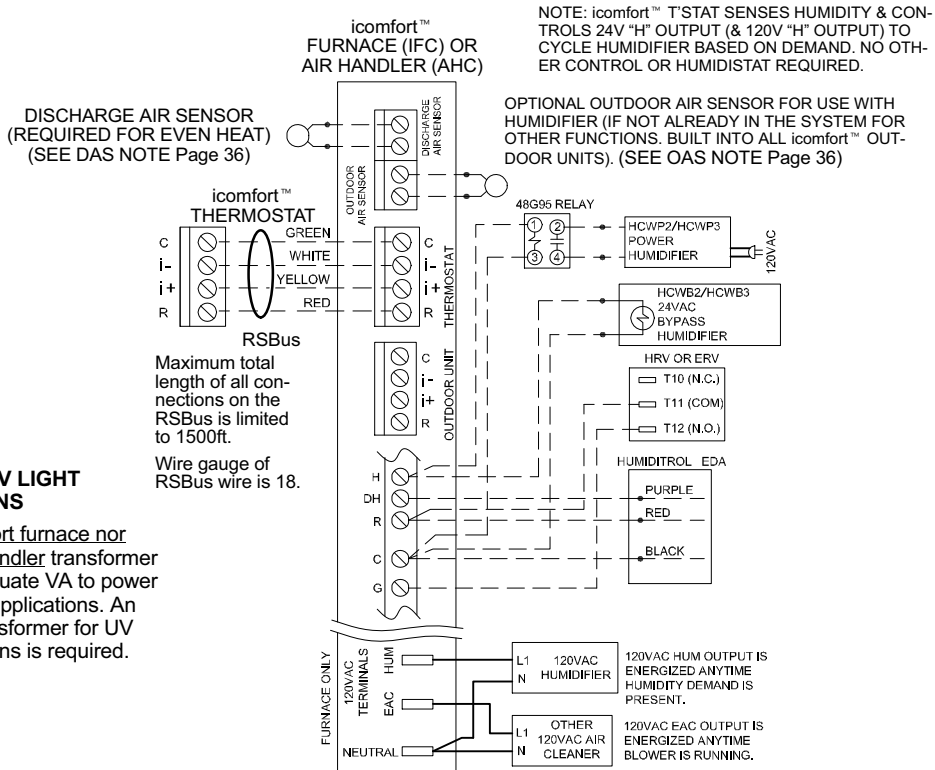 NOTE: icomfort™ T'STAT SENSES HUMIDITY & CON-
TROLS 24V “H” OUTPUT (& 120V “H” OUTPUT) TO
CYCLE HUMIDIFIER BASED ON DEMAND. NO OTH-
ER CONTROL OR HUMIDISTAT REQUIRED.
icomfort™
FURNACE (IFC) OR
AIR HANDLER (AHC)
OPTIONAL OUTDOOR AIR SENSOR FOR USE WITH
HUMIDIFIER (IF NOT ALREADY IN THE SYSTEM FOR
OTHER FUNCTIONS. BUILT INTO ALL icomfort™ OUT-
DOOR UNITS). (SEE OAS NOTE Page 36)
DISCHARGE AIR SENSOR
(REQUIRED FOR EVEN HEAT)
(SEE DAS NOTE Page 36)
DISCHARGE
AIR SENSOR
OUTDOOR
AIR SENSOR
icomfort™
THERMOSTAT
C
i-
i+
R
GREEN
WHITE
YELLOW
RED
C
i-
i+
R
THERMOSTAT
RSBus
Maximum total
length of all con-
nections on the
RSBus is limited
to 1500ft.
Wire gauge of
RSBus wire is 18.
C
i-
i+
R
OUTDOOR UNIT
48G95 RELAY
1 2
3 4
HCWP2/HCWP3
POWER
HUMIDIFIER
120VAC
HCWB2/HCWB3
24VAC
BYPASS
HUMIDIFIER
HRV OR ERV
T10 (N.C.)
T11 (COM)
T12 (N.O.)
HUMIDITROL EDA
PURPLE
RED
BLACK
H
DH
R
C
G
V LIGHT
NS
ort furnace nor
andler transformer
quate VA to power
applications. An
sformer for UV
ns is required.
FURNACE ONLY
120VAC
TERMINALS
HUM
EAC
NEUTRAL
L1
N
120VAC
HUMIDIFIER
120VAC HUM OUTPUT IS
ENERGIZED ANYTIME
HUMIDITY DEMAND IS
PRESENT.
L1
N
OTHER
120VAC AIR
CLEANER
120VAC EAC OUTPUT IS
ENERGIZED ANYTIME
BLOWER IS RUNNING.